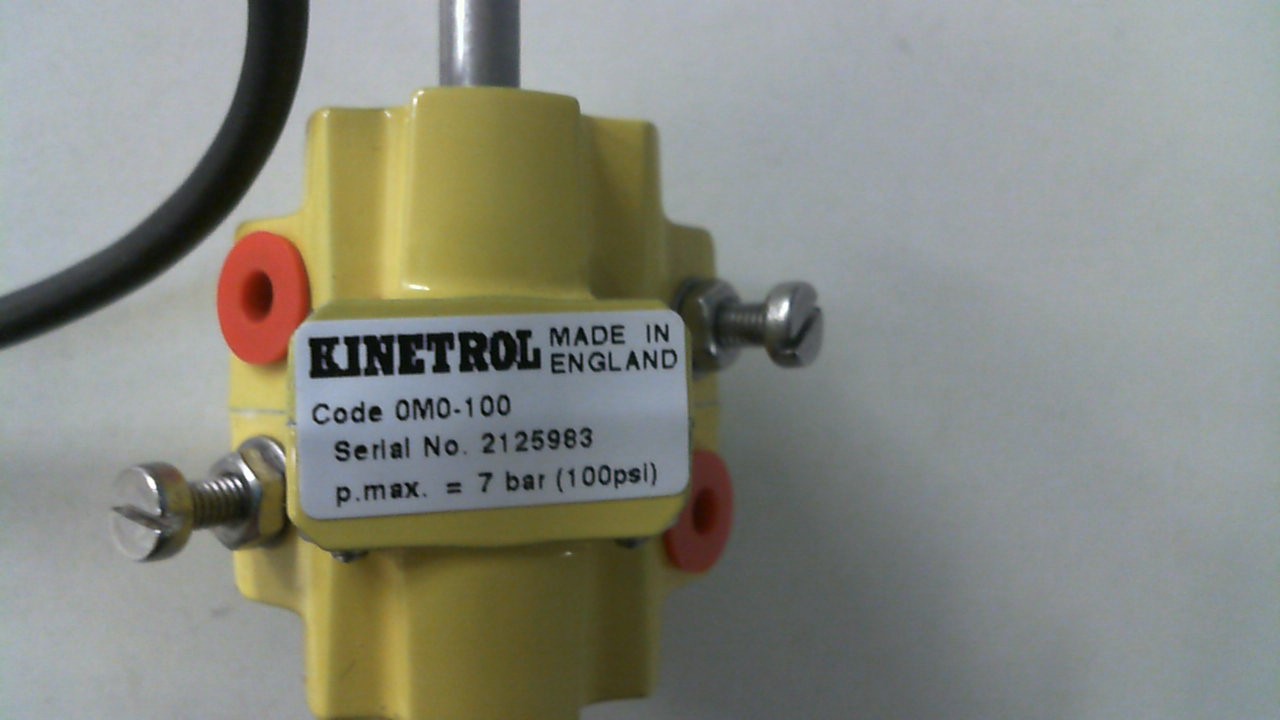 KINETROL MADE IN ENGLAND
Code 0M0-100
Serial No. 2125983
p.max. = 7 bar (100psi)